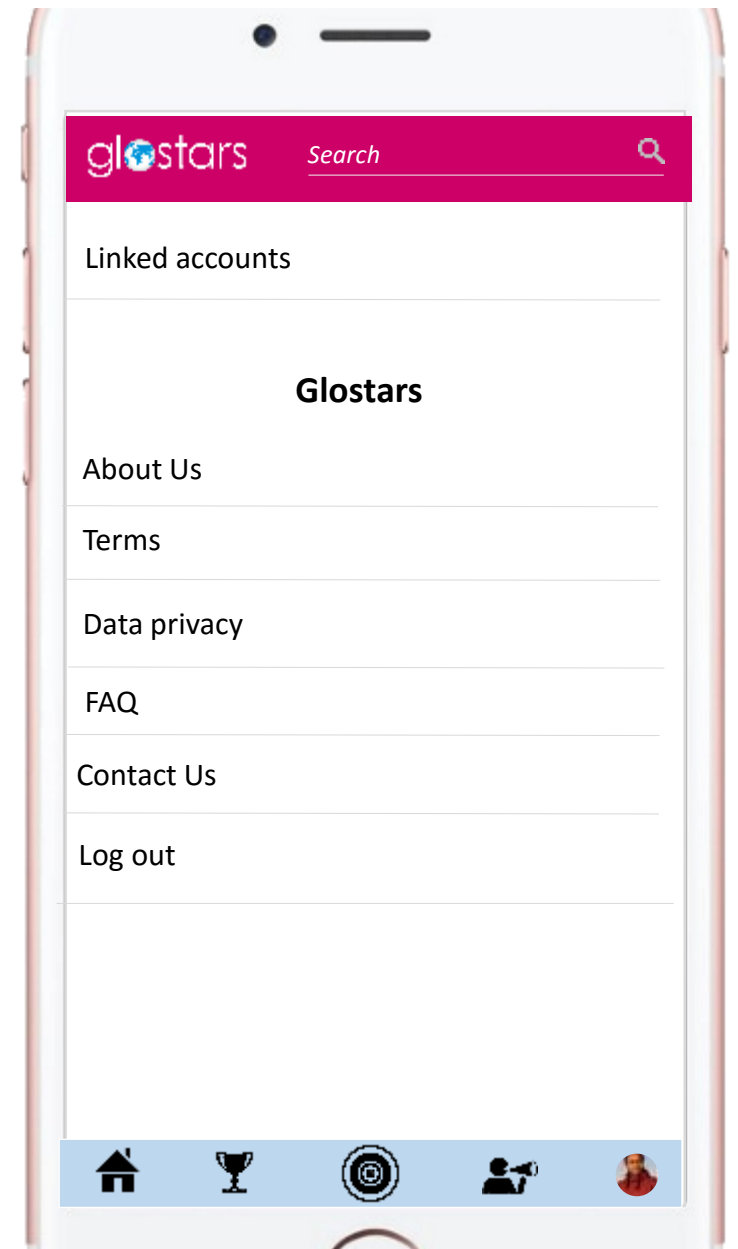 glostars
Search
Linked accounts
Glostars
About Us
Terms
Data privacy
FAQ
Contact Us
Log out